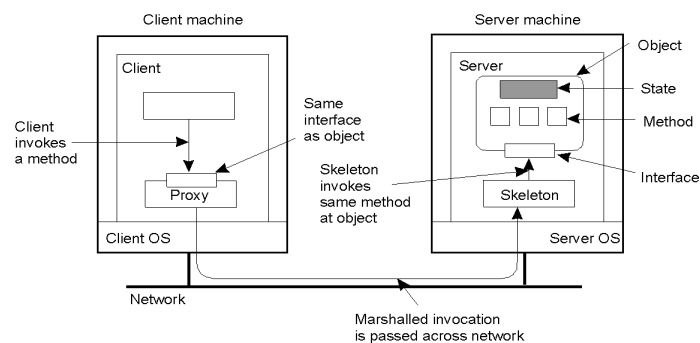 Client machine
Server machine
Object
Client
Server
State
Same
interface
as object
Client
invokes
a method
Method
Skeleton
invokes
same method
at object
Interface
Proxy
Skeleton
Client OS
Server OS
Network
Marshalled invocation
is passed across network